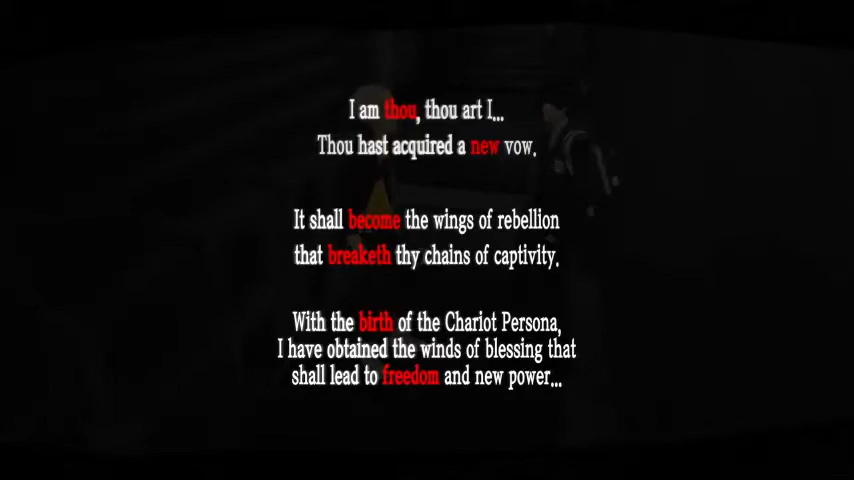 I am thou, thou art I...
Thou hast acquired a new vow.
It shall become the wings of rebellion
that breaketh thy chains of captivity.
With the birth of the Chariot Persona,
I have obtained the winds of blessing that
shall lead to freedom and new power...